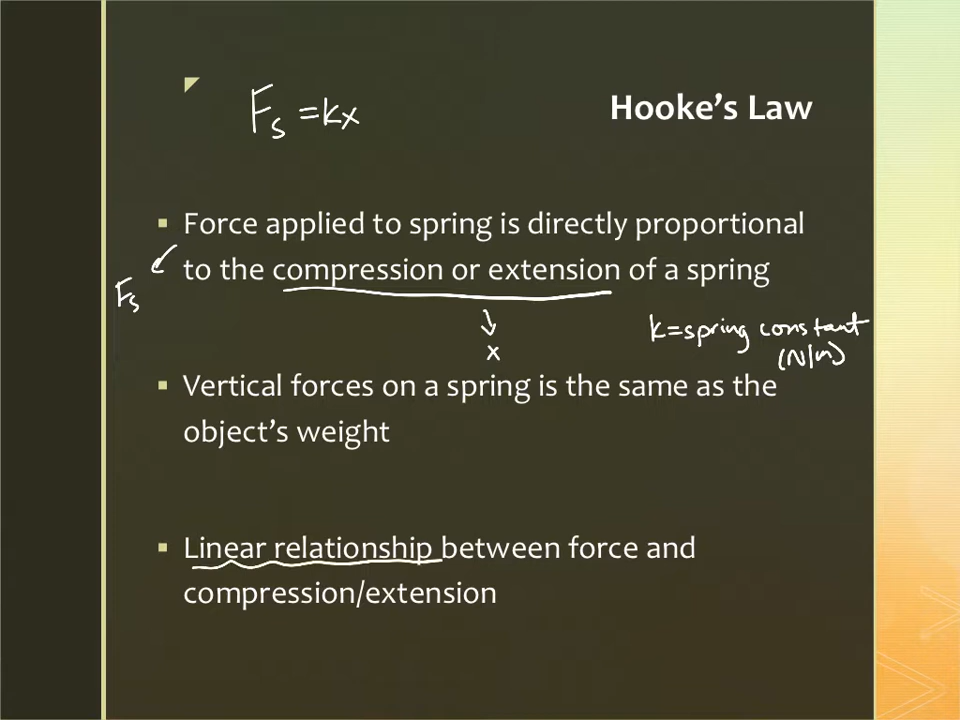 Fs = kx
Hooke’s Law
▪ Force applied to spring is directly proportional
to the compression or extension of a spring
Fs
x
k=spring constant
(N/m)
▪ Vertical forces on a spring is the same as the
object’s weight
▪ Linear relationship between force and
compression/extension